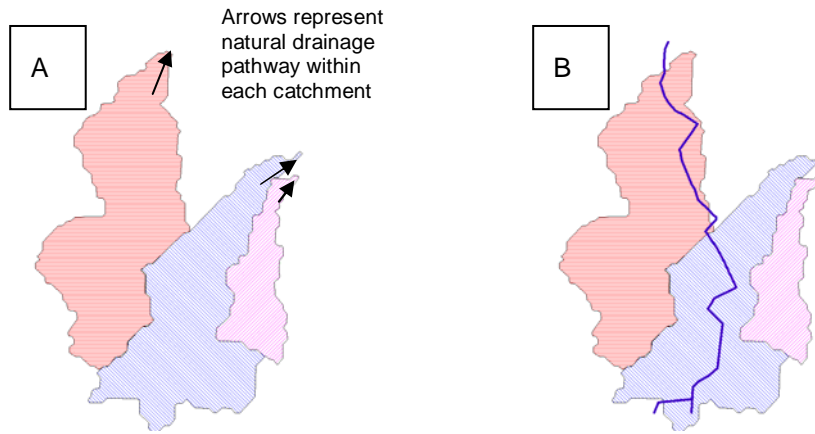 A
Arrows represent
natural drainage
pathway within
each catchment
B